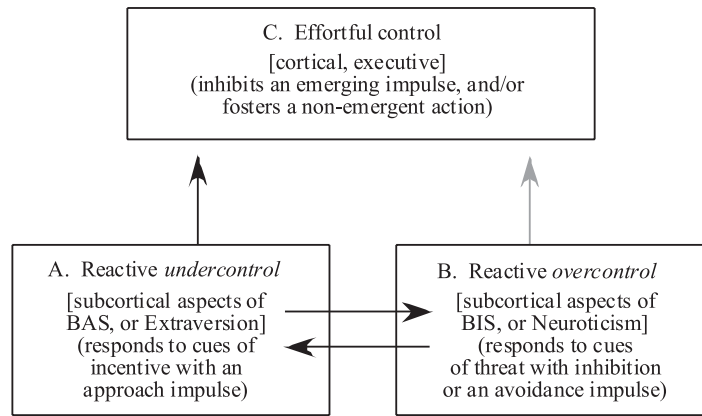 C. Effortful control
[cortical, executive]
(inhibits an emerging impulse, and/or
fosters a non-emergent action)
A. Reactive undercontrol
[subcortical aspects of
BAS, or Extraversion]
(responds to cues of
incentive with an
approach impulse)
B. Reactive overcontrol
[subcortical aspects of
BIS, or Neuroticism]
(responds to cues
of threat with inhibition
or an avoidance impulse)